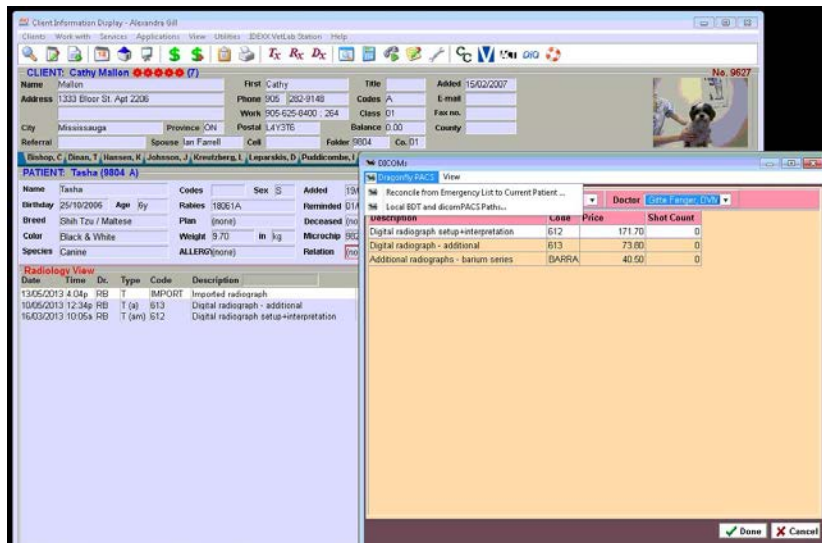 Client Information Display - Alexandra Gill
Clients Work with Services Applications View Utilities IDEXX VetLab Station Help
Tx Rx Dx
CLIENT: Cathy Mallon (7) No. 9627
Name Mallon First Cathy Title Added 15/02/2007
Address 1333 Bloor St. Apt 2206 Phone 905 282-9148 Codes A E-mail
Work 905-625-8400 : 264 Class 01 Fax no.
City Mississauga Province ON Postal L4Y3T6 Balance 0.00 County
Referral Spouse Ian Farrell Cell Folder 9804 Co. 01
Bishop, C Dinan, T Hansen, K Johnson, J Kreutzberg, L Leparskis, D Puddicombe,
PATIENT: Tasha (9804 A)
Name Tasha Codes Sex S Added
Birthday 25/10/2006 Age 6y Rabies 18061A Reminded
Breed Shih Tzu / Maltese Plan (none) Deceased
Color Black & White Weight 9.70 in kg Microchip
Species Canine ALLERGY (none) Relation
Radiology View
Date Time Dr. Type Code Description
13/05/2013 4:04p RB T IMPORT Imported radiograph
10/05/2013 12:34p RB T (a) 613 Digital radiograph - additional
16/03/2013 10:05a RB T (am) 612 Digital radiograph setup+interpretation
DICOMs
Dragonfly PACS View
Reconcile from Emergency List to Current Patient ...
Local BDT and dicomPACS Paths...
Doctor Gitte Fenger, DVM
Description Code Price Shot Count
Digital radiograph setup+interpretation 612 171.70 0
Digital radiograph - additional 613 73.80 0
Additional radiographs - barium series BARRA 40.50 0
Done Cancel